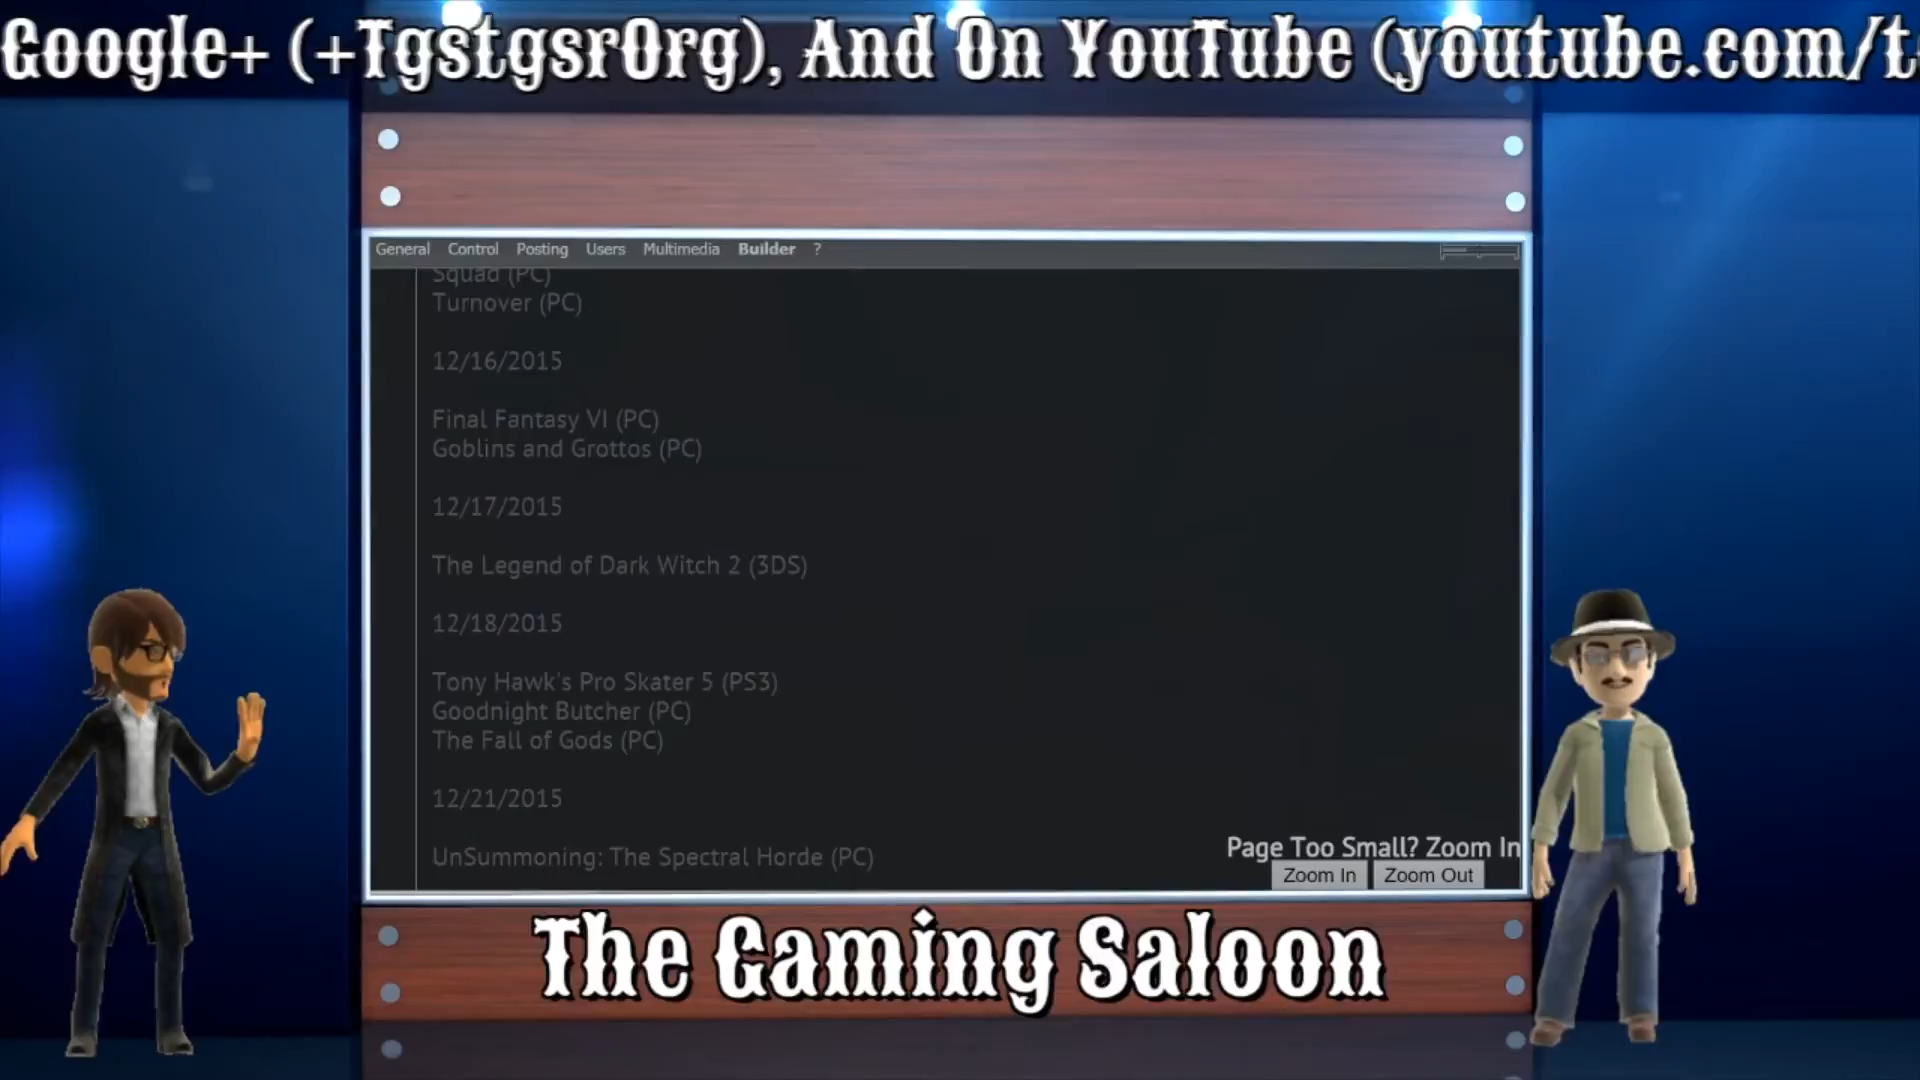 Google+ (+TgstgsrOrg), And On YouTube (youtube.com/t
General Control Posting Users Multimedia Builder ?
Squad (PC)
Turnover (PC)
12/16/2015
Final Fantasy VI (PC)
Goblins and Grottos (PC)
12/17/2015
The Legend of Dark Witch 2 (3DS)
12/18/2015
Tony Hawk's Pro Skater 5 (PS3)
Goodnight Butcher (PC)
The Fall of Gods (PC)
12/21/2015
UnSummoning: The Spectral Horde (PC)
Page Too Small? Zoom In
Zoom In Zoom Out
The Gaming Saloon